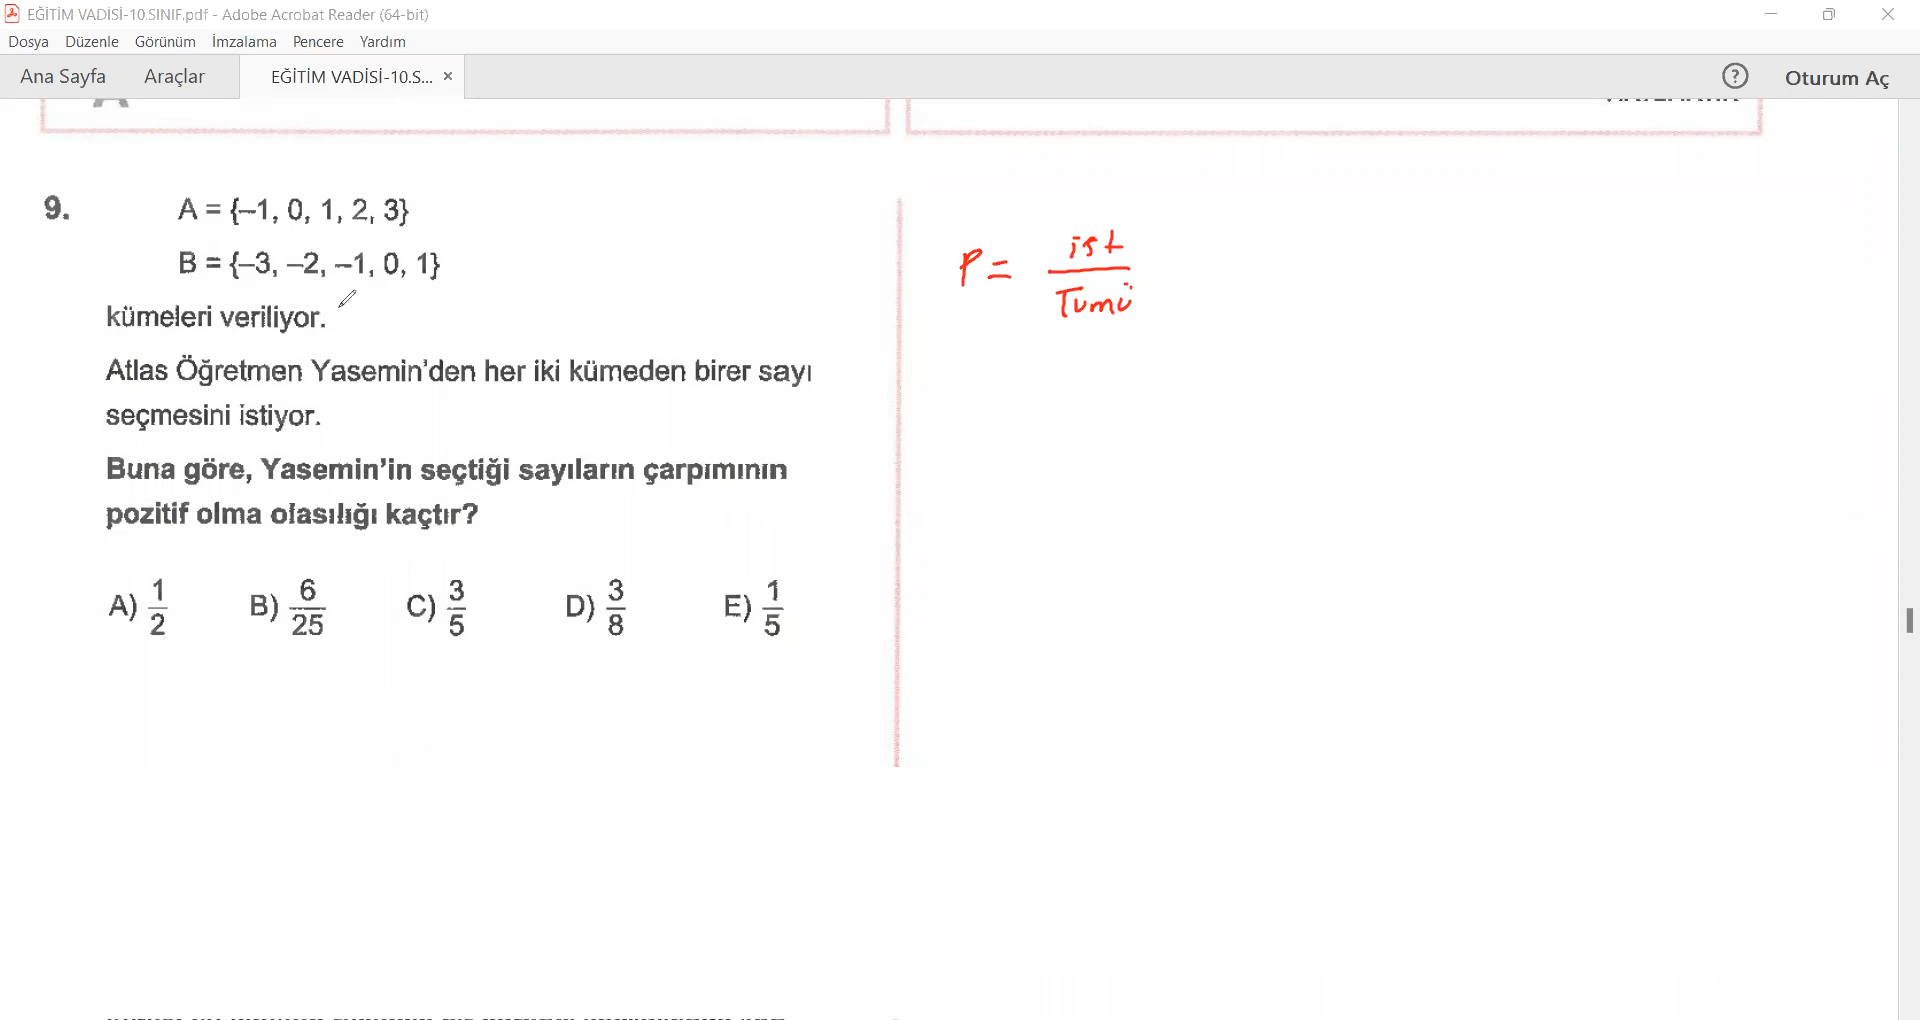 EĞİTİM VADİSİ-10.SINIF.pdf - Adobe Acrobat Reader (64-bit)
Dosya Düzenle Görünüm İmzalama Pencere Yardım
Ana Sayfa Araçlar EĞİTİM VADİSİ-10.S... × ? Oturum Aç
9. A = {–1, 0, 1, 2, 3}
B = {–3, –2, –1, 0, 1}
kümeleri veriliyor.
Atlas Öğretmen Yasemin'den her iki kümeden birer sayı
seçmesini istiyor.
Buna göre, Yasemin'in seçtiği sayıların çarpımının
pozitif olma olasılığı kaçtır?
A) 1/2 B) 6/25 C) 3/5 D) 3/8 E) 1/5
P = ist/Tümü